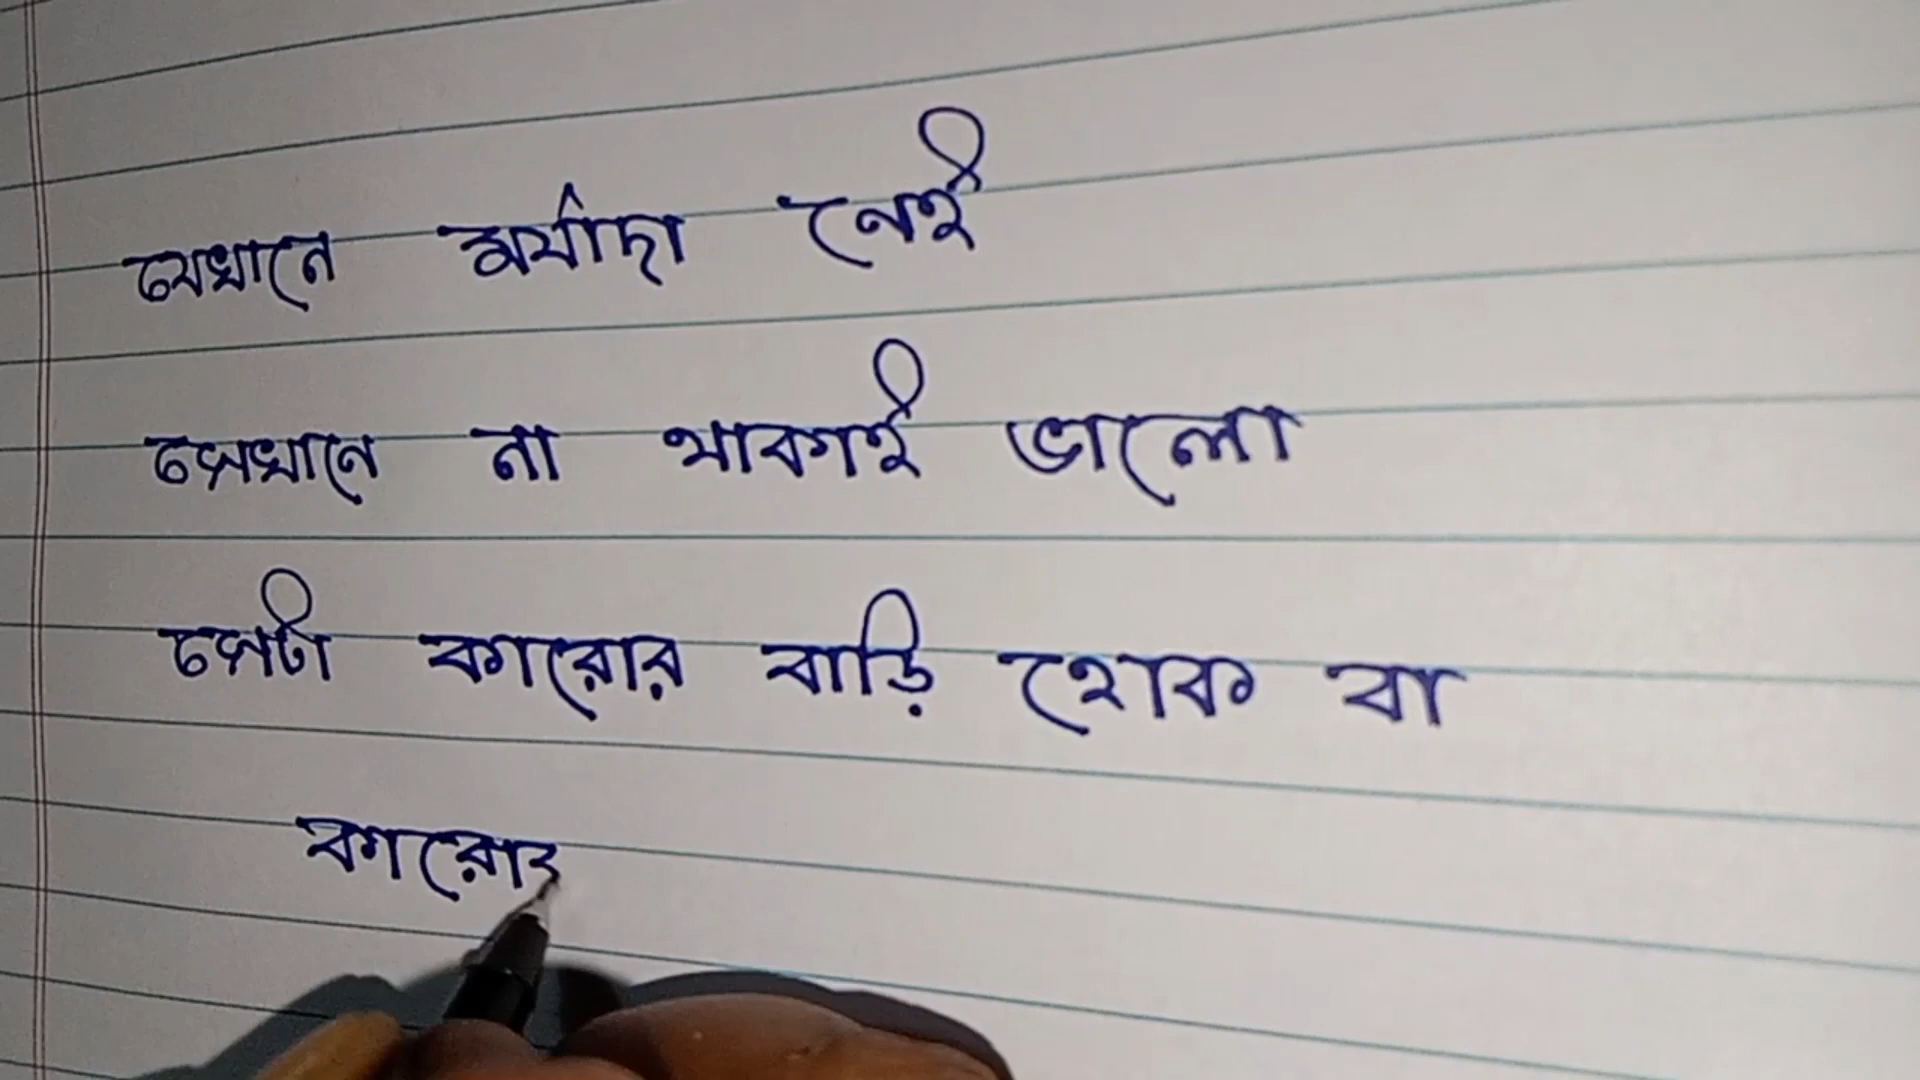 যেখানে মর্যাদা নেই
সেখানে না থাকাই ভালো
সেটা কারোর বাড়ি হোক বা
কারোর